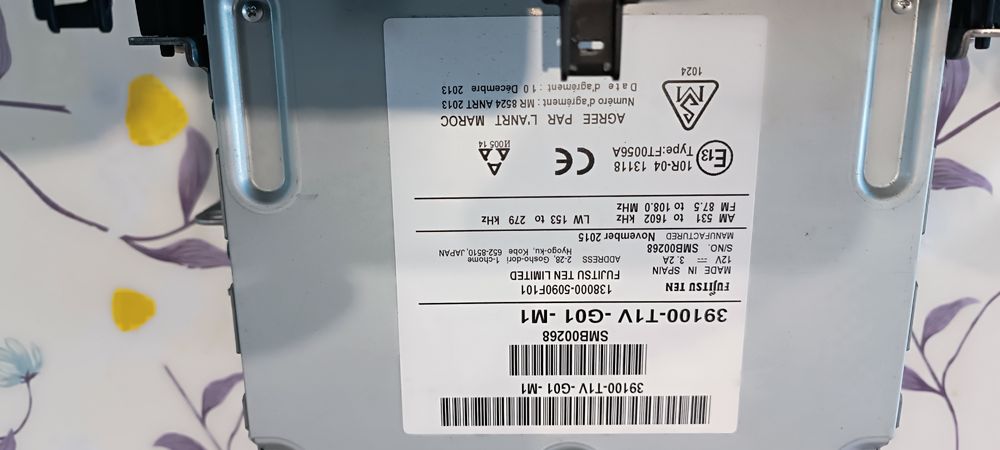 39100-T1V -G01 -M1
SMB00268
39100-T1V -G01 -M1
FUJITSU TEN
138000-5090F101
MADE IN SPAIN
FUJITSU TEN LIMITED
12V ⎓ 3. 2A
ADDRESS 2-28, Gosho-dori 1-chome
S/NO. SMB00268
Hyogo-ku, Kobe 652-8510, JAPAN
MANUFACTURED November 2015
AM 531 to 1602 kHz LW 153 to 279 kHz
FM 87. 5 to 108.0 MHz
E13
10R-04 13118
Type:FT0056A
CE
И005 14
AGREE PAR L'ANRT MAROC
Numéro d'agrément : MR 8524 ANRT 2013
Date d'agrément : 10 Décembre 2013
1024